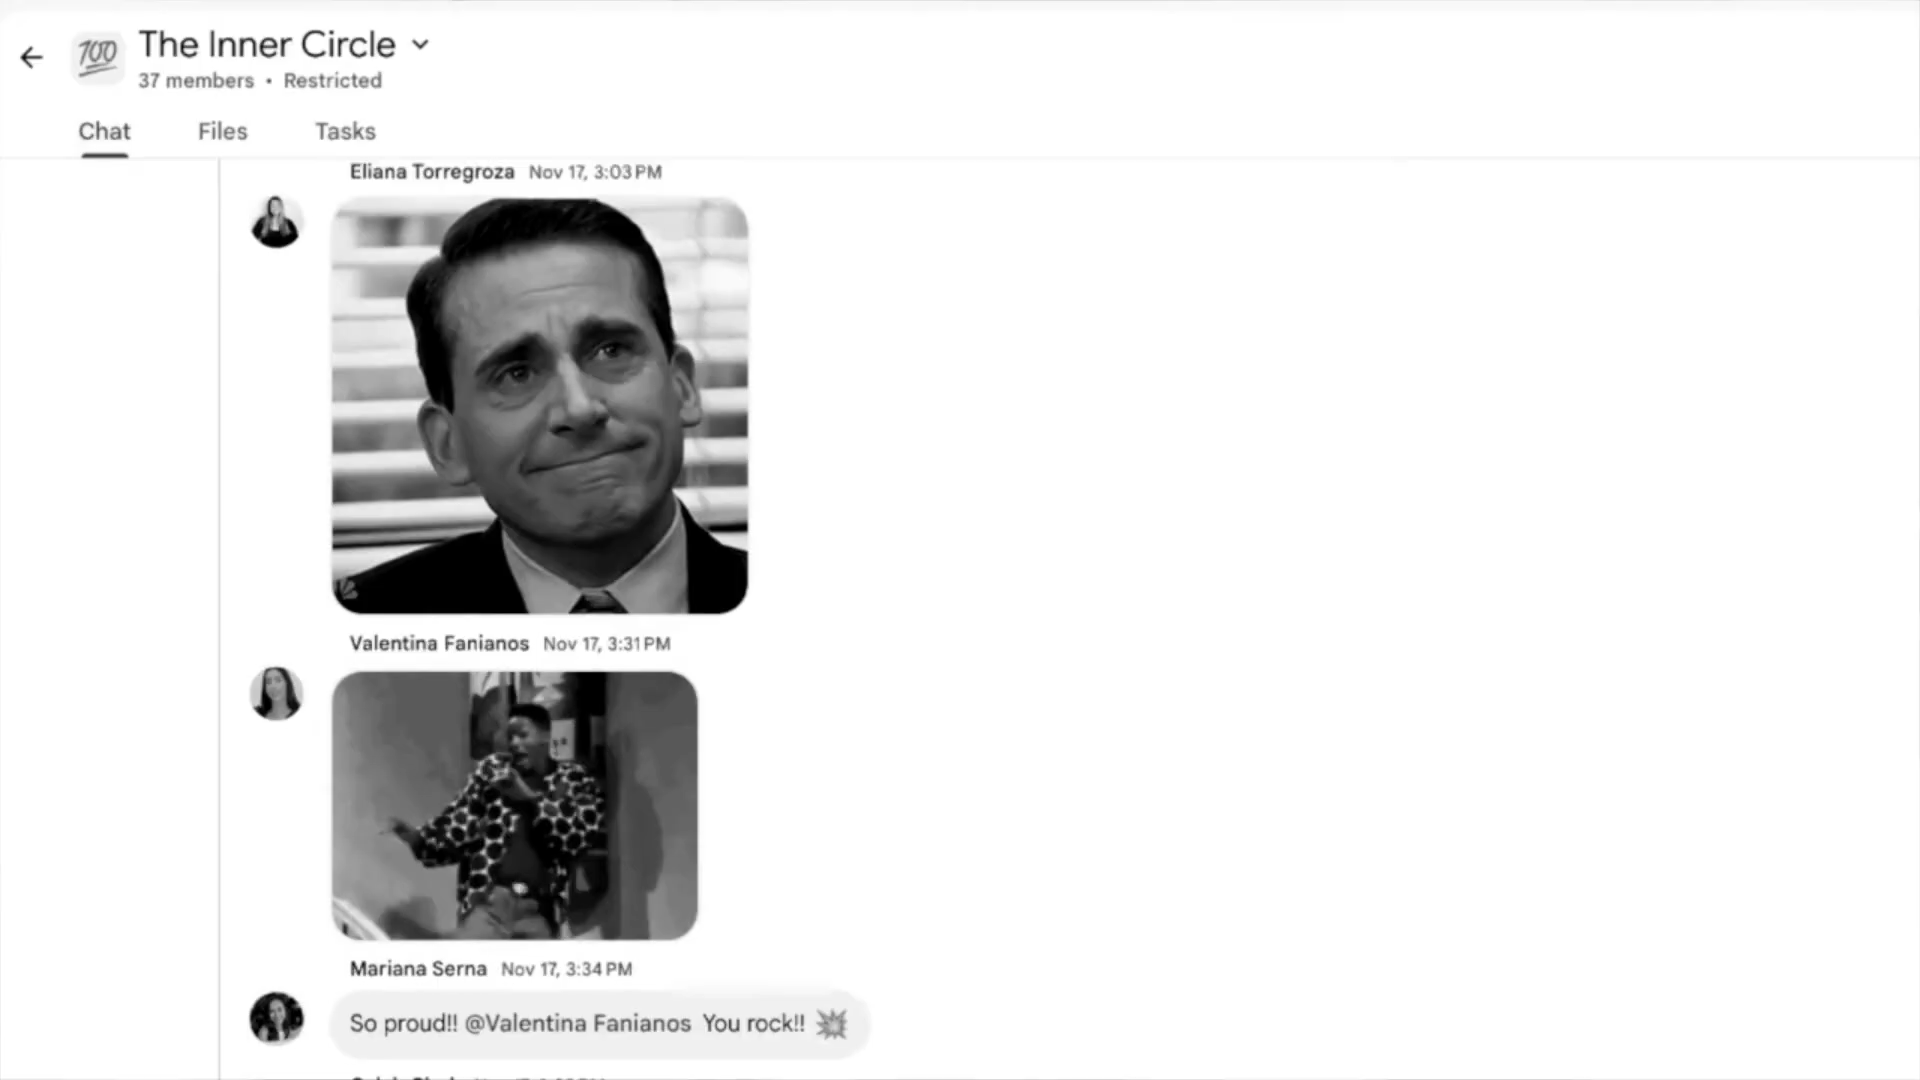 100
The Inner Circle
37 members • Restricted
Chat Files Tasks
Eliana Torregroza Nov 17, 3:03 PM
Valentina Fanianos Nov 17, 3:31 PM
Mariana Serna Nov 17, 3:34 PM
So proud!! @Valentina Fanianos You rock!!